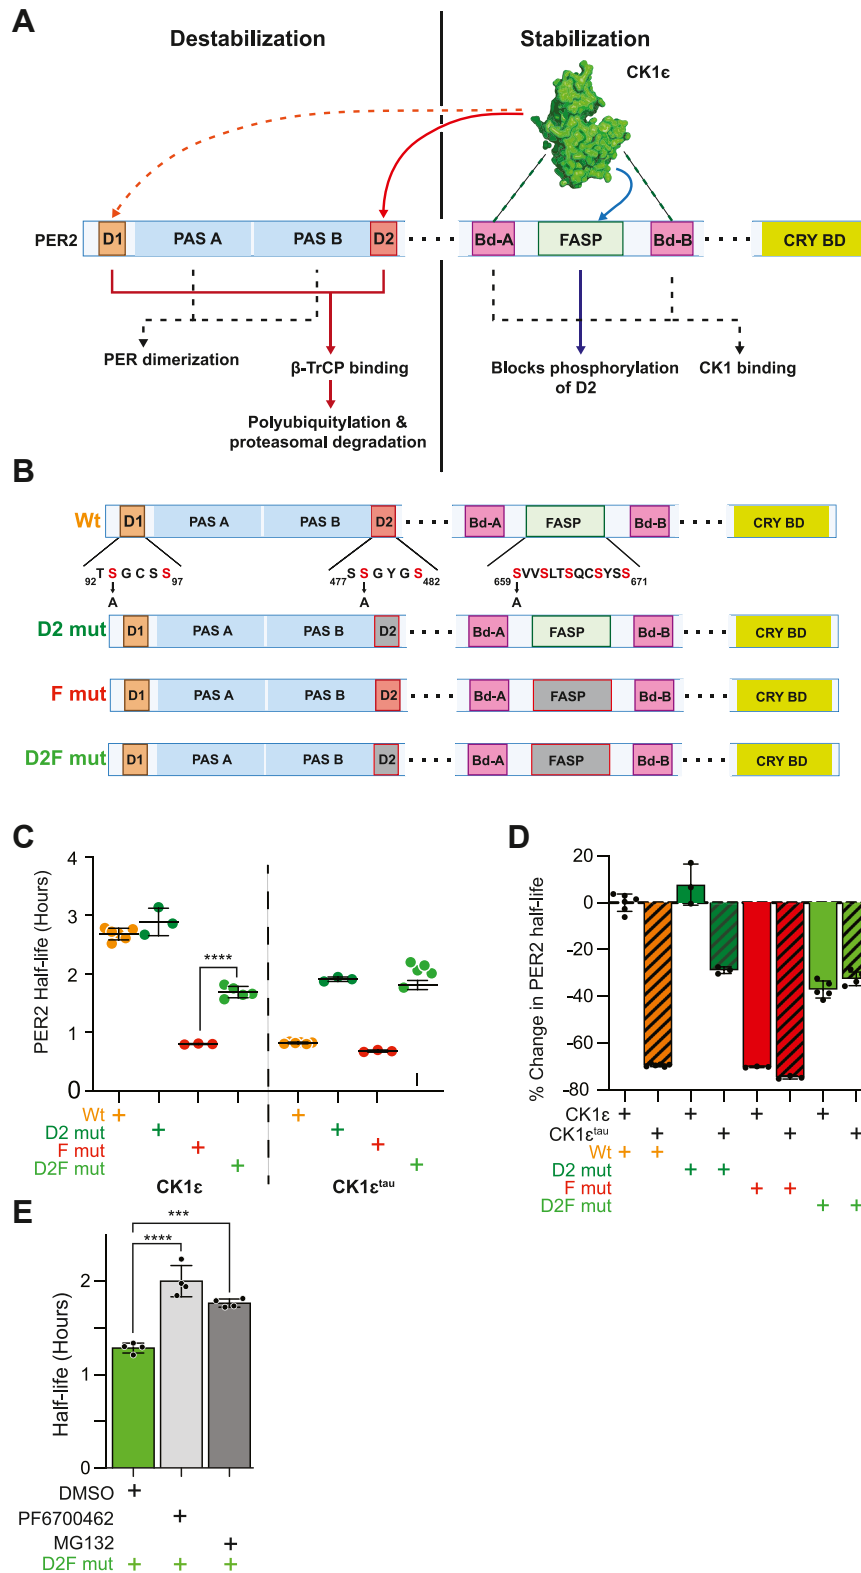 A
Destabilization
Stabilization
CK1ε
PER2
D1
PAS A
PAS B
D2
Bd-A
FASP
Bd-B
CRY BD
PER dimerization
β-TrCP binding
Blocks phosphorylation
of D2
CK1 binding
Polyubiquitylation &
proteasomal degradation
B
Wt
D1
PAS A
PAS B
D2
Bd-A
FASP
Bd-B
CRY BD
92 TSGCSS 97
477 SSGYGS 482
659 SVVSLTSQCSYSS 671
A
A
A
D2 mut
D1
PAS A
PAS B
D2
Bd-A
FASP
Bd-B
CRY BD
F mut
D1
PAS A
PAS B
D2
Bd-A
FASP
Bd-B
CRY BD
D2F mut
D1
PAS A
PAS B
D2
Bd-A
FASP
Bd-B
CRY BD
C
PER2 Half-life (Hours)
4
3
2
1
0
****
Wt + +
D2 mut + +
F mut + +
D2F mut + +
CK1ε
CK1ε^tau
D
% Change in PER2 half-life
20
0
-20
-40
-60
-80
CK1ε + + + +
CK1ε^tau + + + +
Wt + +
D2 mut + +
F mut + +
D2F mut + +
E
Half-life (Hours)
2
1
0
***
****
DMSO +
PF6700462 +
MG132 +
D2F mut + + +